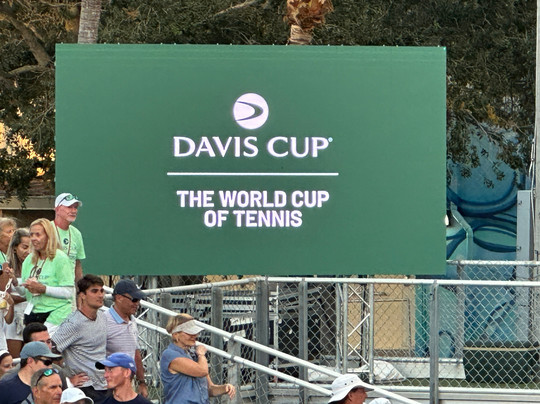 DAVIS CUP
THE WORLD CUP
OF TENNIS